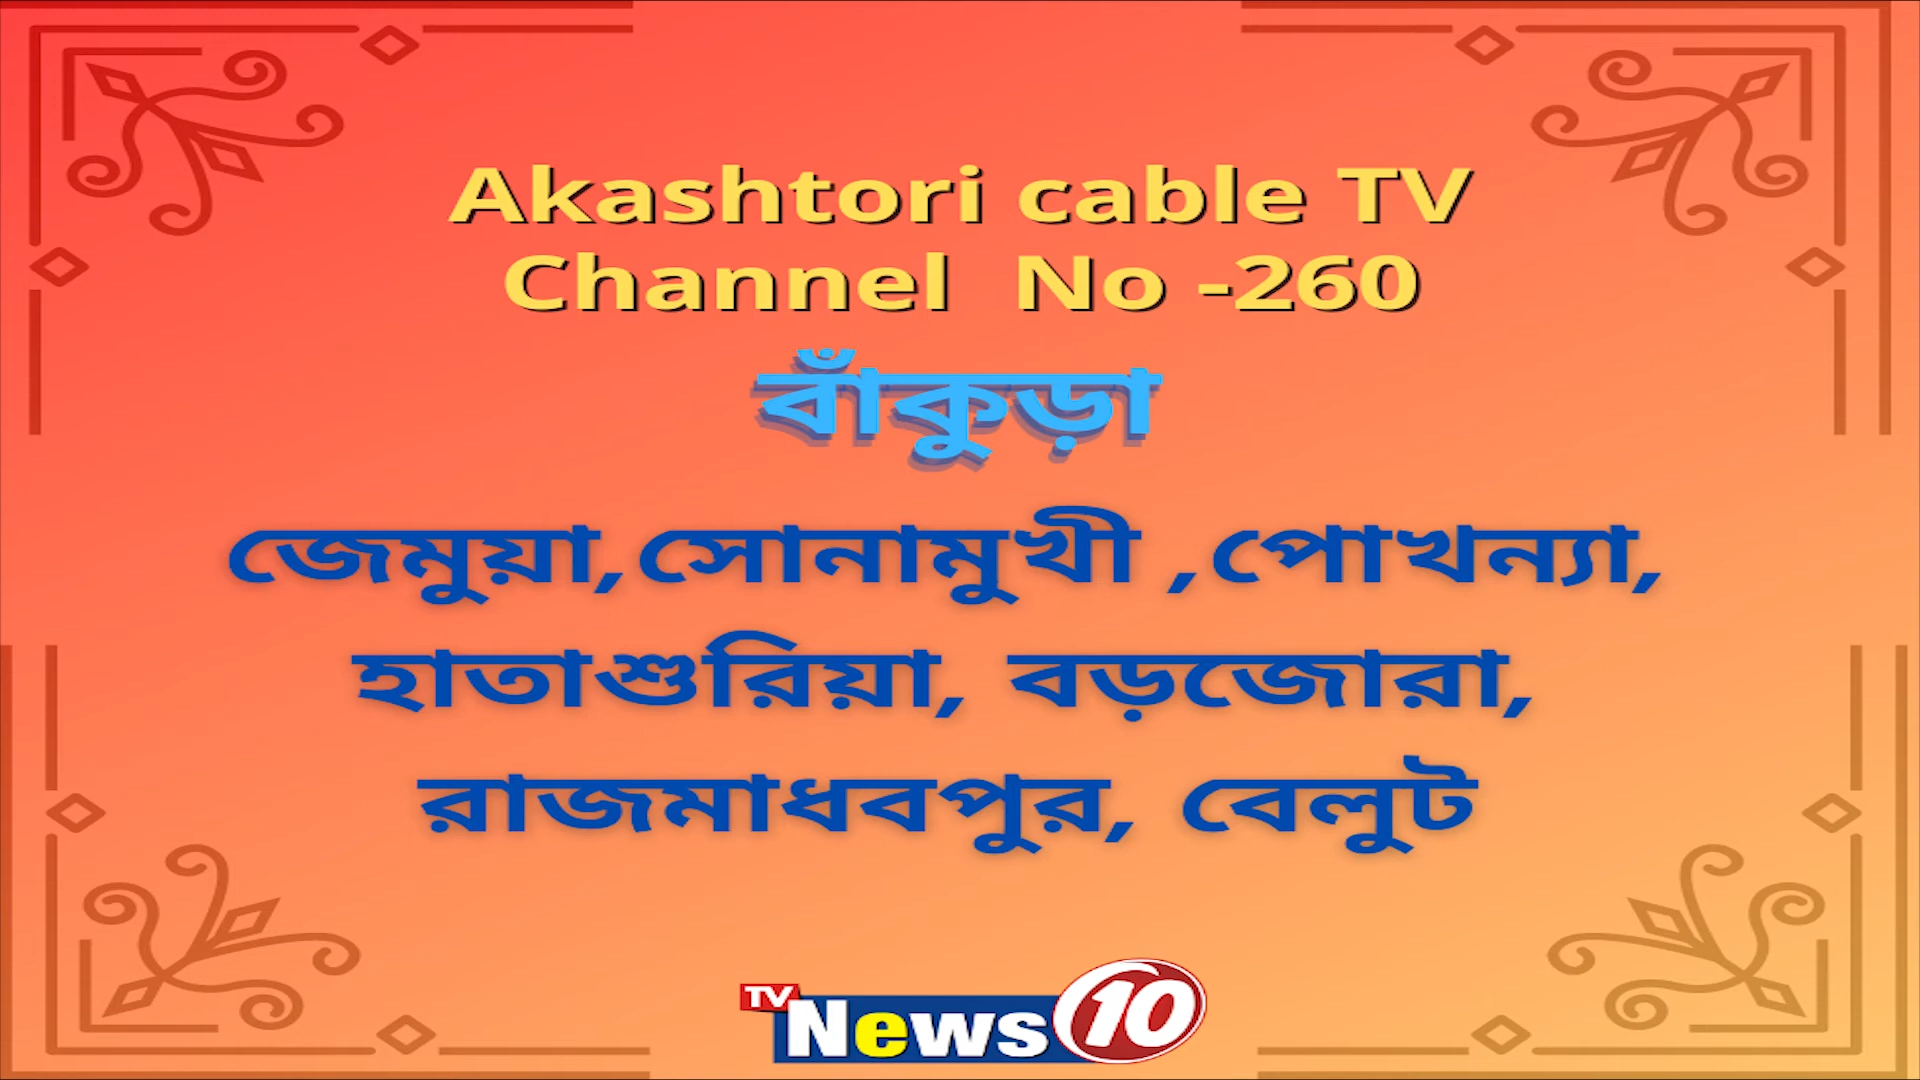 Akashtori cable TV
Channel No -260
বাঁকুড়া
জেমুয়া,সোনামুখী ,পোখন্যা,
হাতাশুরিয়া, বড়জোরা,
রাজমাধবপুর, বেলুট
TV
News 10